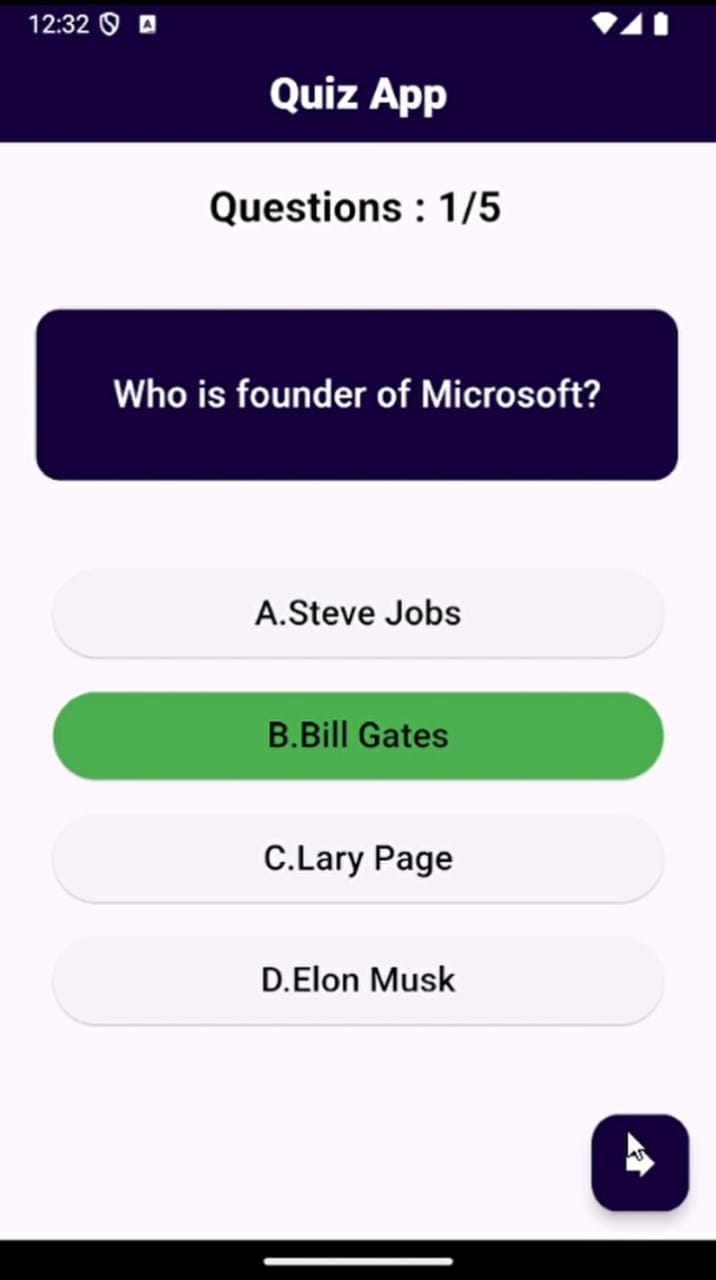 12:32
Quiz App
Questions : 1/5
Who is founder of Microsoft?
A.Steve Jobs
B.Bill Gates
C.Lary Page
D.Elon Musk